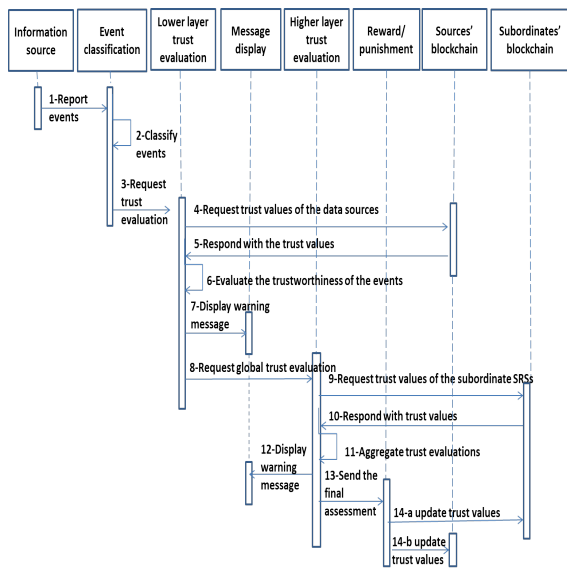 Information
source
Event
classification
Lower layer
trust
evaluation
Message
display
Higher layer
trust
evaluation
Reward/
punishment
Sources'
blockchain
Subordinates'
blockchain
1-Report
events
2-Classify
events
3-Request
trust
evaluation
4-Request trust values of the data sources
5-Respond with the trust values
6-Evaluate the trustworthiness of the events
7-Display warning
message
8-Request global trust evaluation
9-Request trust values of the subordinate SRSs
10-Respond with trust values
11-Aggregate trust evaluations
12-Display
warning
message
13-Send the
final
assessment
14-a update trust values
14-b update
trust values